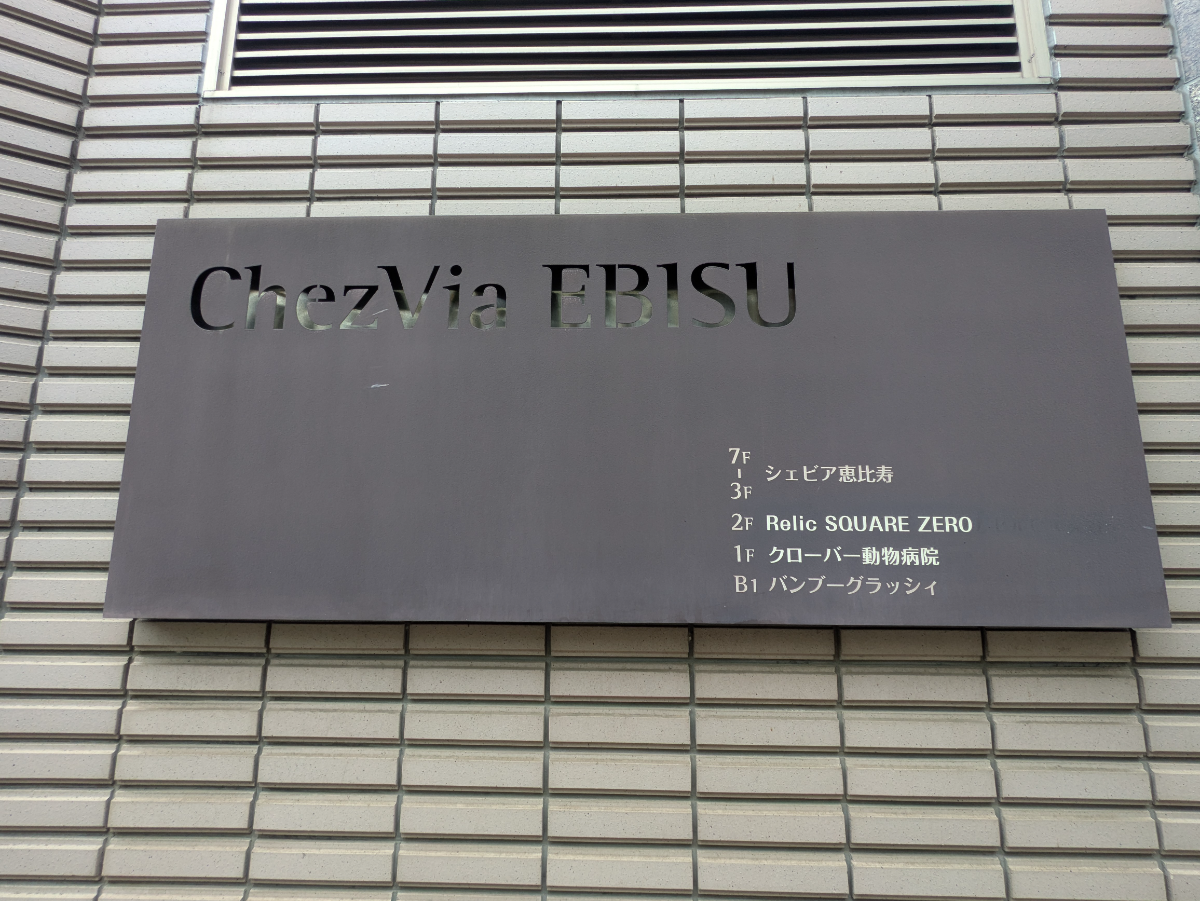 ChezVia EBISU
7F
-
3F
シェビア恵比寿
2F Relic SQUARE ZERO
1F クローバー動物病院
B1 バンブーグラッシィ